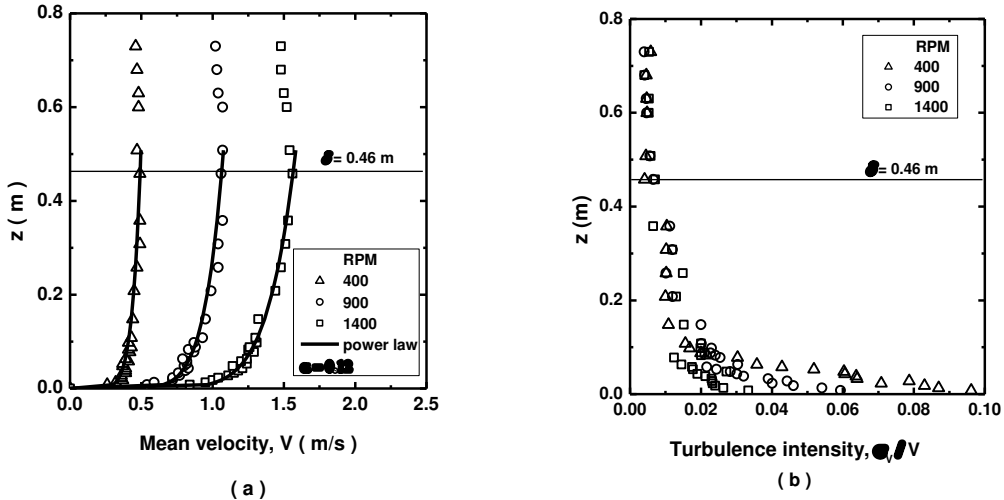 0.8
0.6
0.4
0.2
0.0
z ( m )
0.0 0.5 1.0 1.5 2.0 2.5
Mean velocity, V ( m/s )
= 0.46 m
RPM
400
900
1400
power law
( a )
0.8
0.6
0.4
0.2
0.0
z (m)
0.00 0.02 0.04 0.06 0.08 0.10
Turbulence intensity, V
RPM
400
900
1400
= 0.46 m
( b )